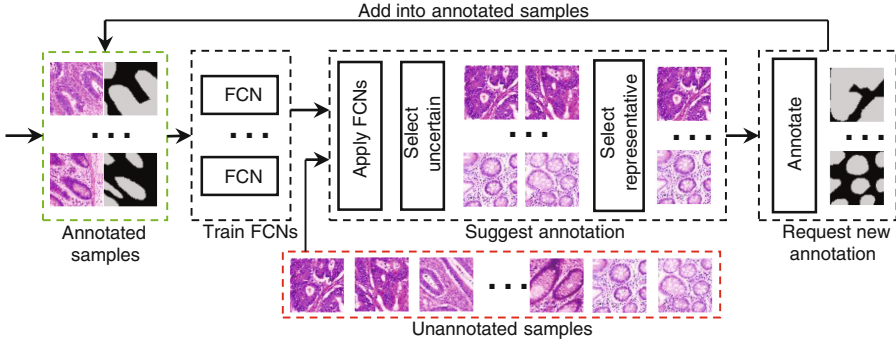 Add into annotated samples
FCN
FCN
Apply FCNs
Select
uncertain
Select
representative
Annotate
Annotated
samples
Train FCNs
Suggest annotation
Request new
annotation
Unannotated samples